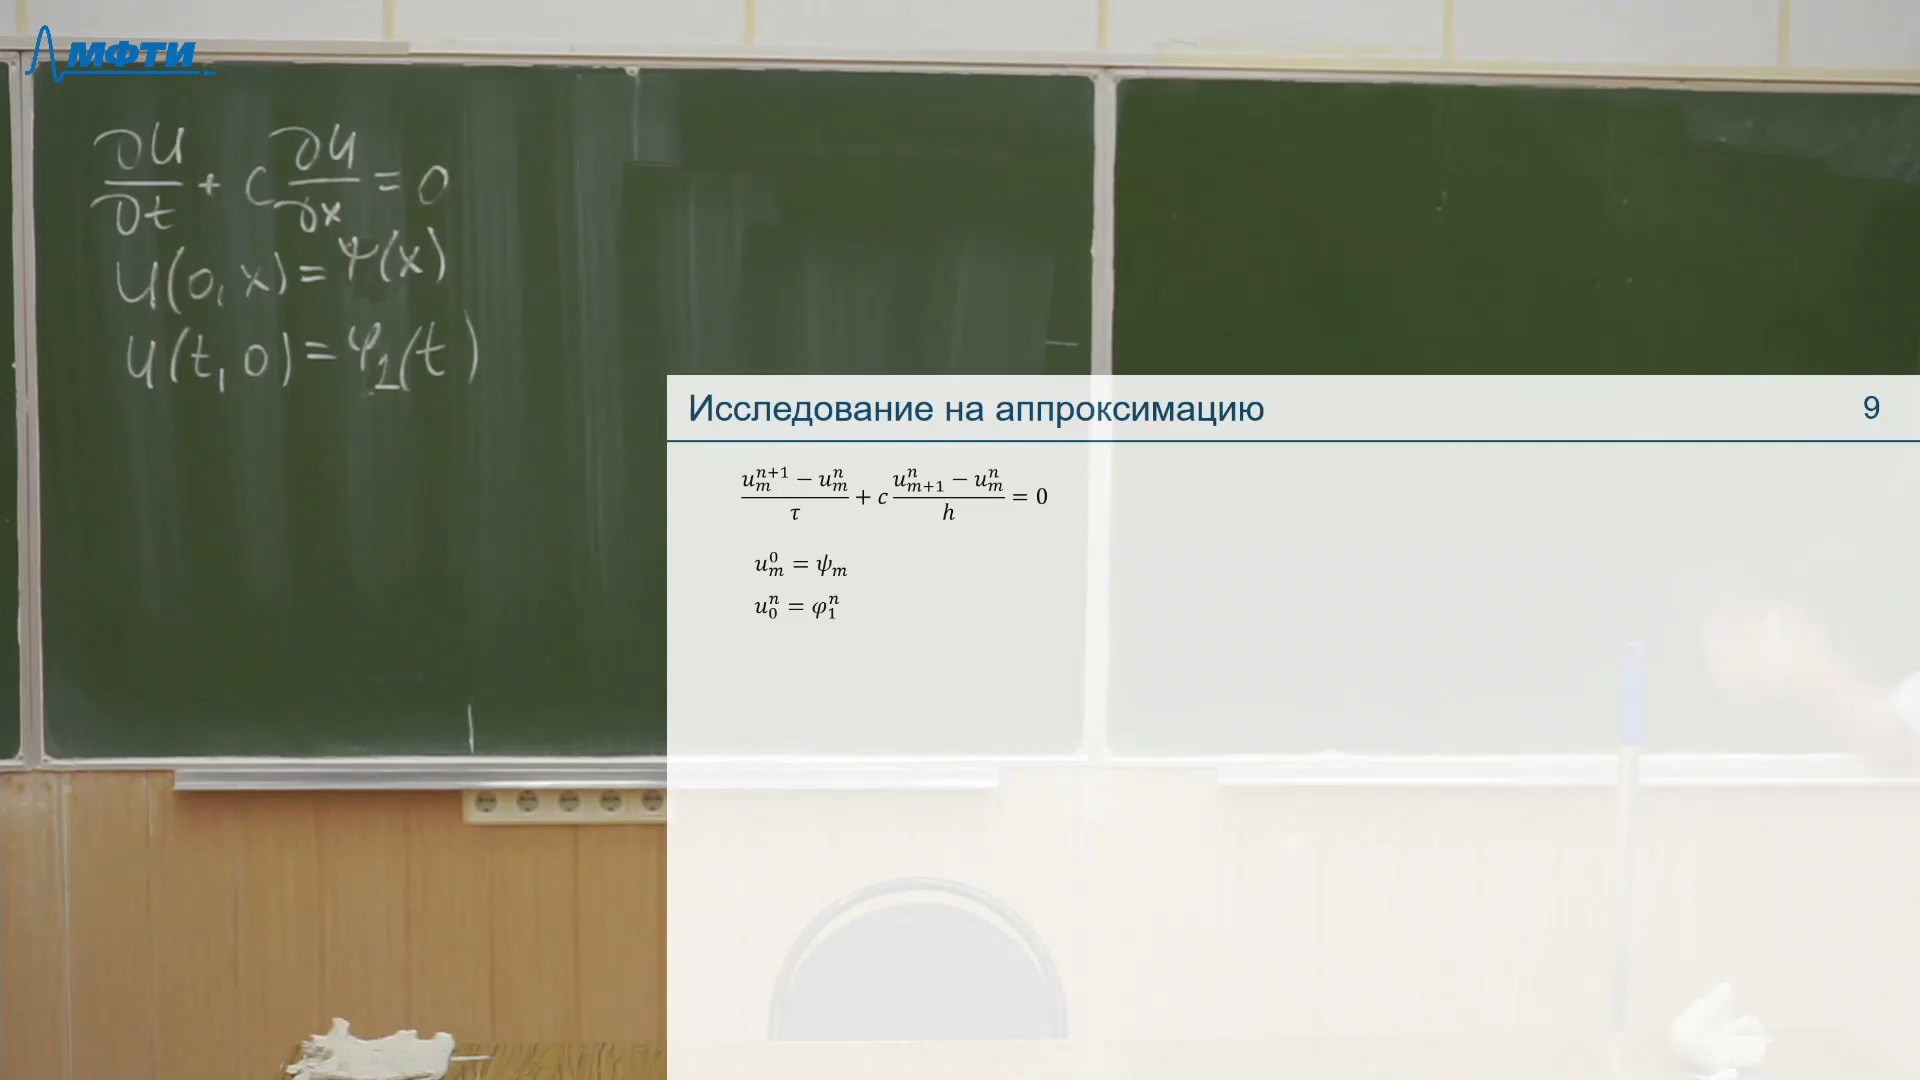 МФТИ
∂u/∂t + c ∂u/∂x = 0
u(0, x) = ψ(x)
u(t, 0) = φ₁(t)
Исследование на аппроксимацию 9
(u_m^{n+1} − u_m^n)/τ + c (u_{m+1}^n − u_m^n)/h = 0
u_m^0 = ψ_m
u_0^n = φ_1^n